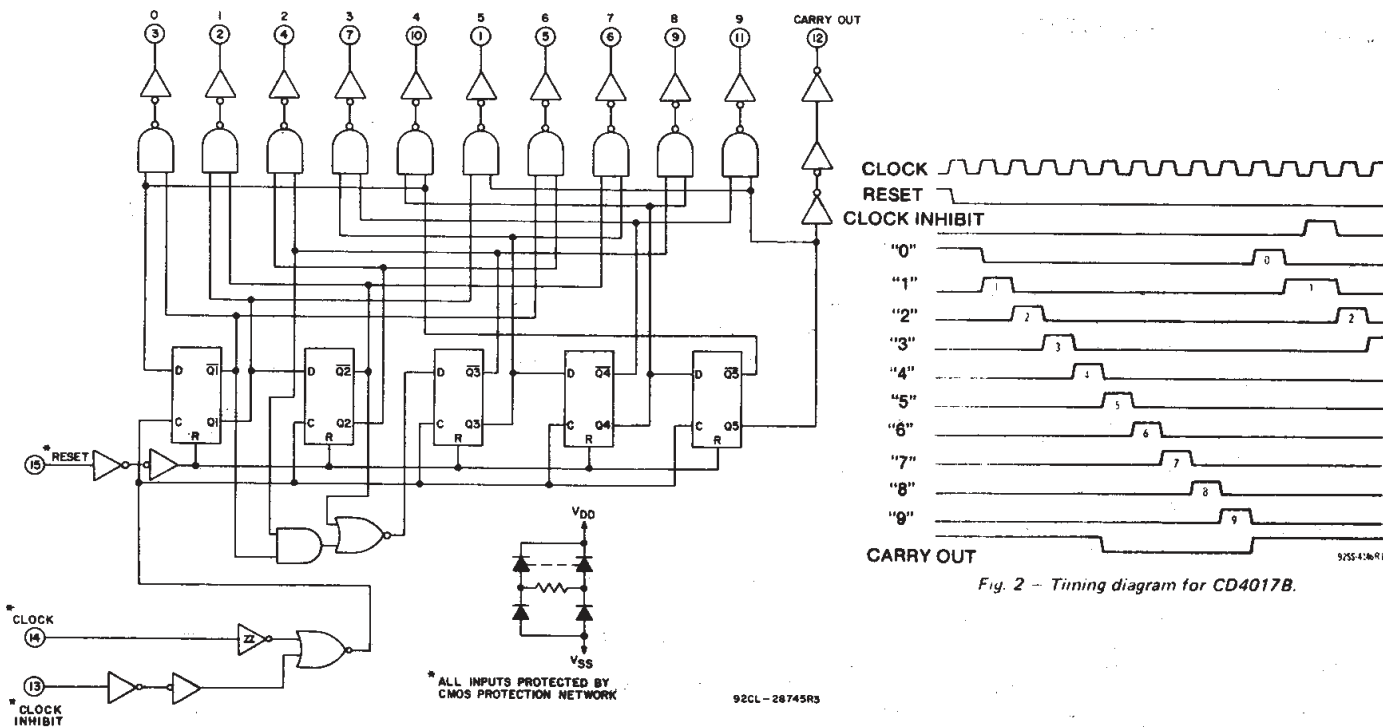 0 1 2 3 4 5 6 7 8 9 CARRY OUT
3 2 4 7 10 1 5 6 9 11 12
D Q1 D Q2 D Q3 D Q4 D Q5
C Q1 C Q2 C Q3 C Q4 C Q5
R R R R R
15 * RESET
* CLOCK
14
13
* CLOCK
INHIBIT
VDD
VSS
* ALL INPUTS PROTECTED BY
CMOS PROTECTION NETWORK
92CL-28745R3
CLOCK
RESET
CLOCK INHIBIT
"0" 0
"1" 1 1
"2" 2 2
"3" 3
"4" 4
"5" 5
"6" 6
"7" 7
"8" 8
"9" 9
CARRY OUT
Fig. 2 – Timing diagram for CD4017B.